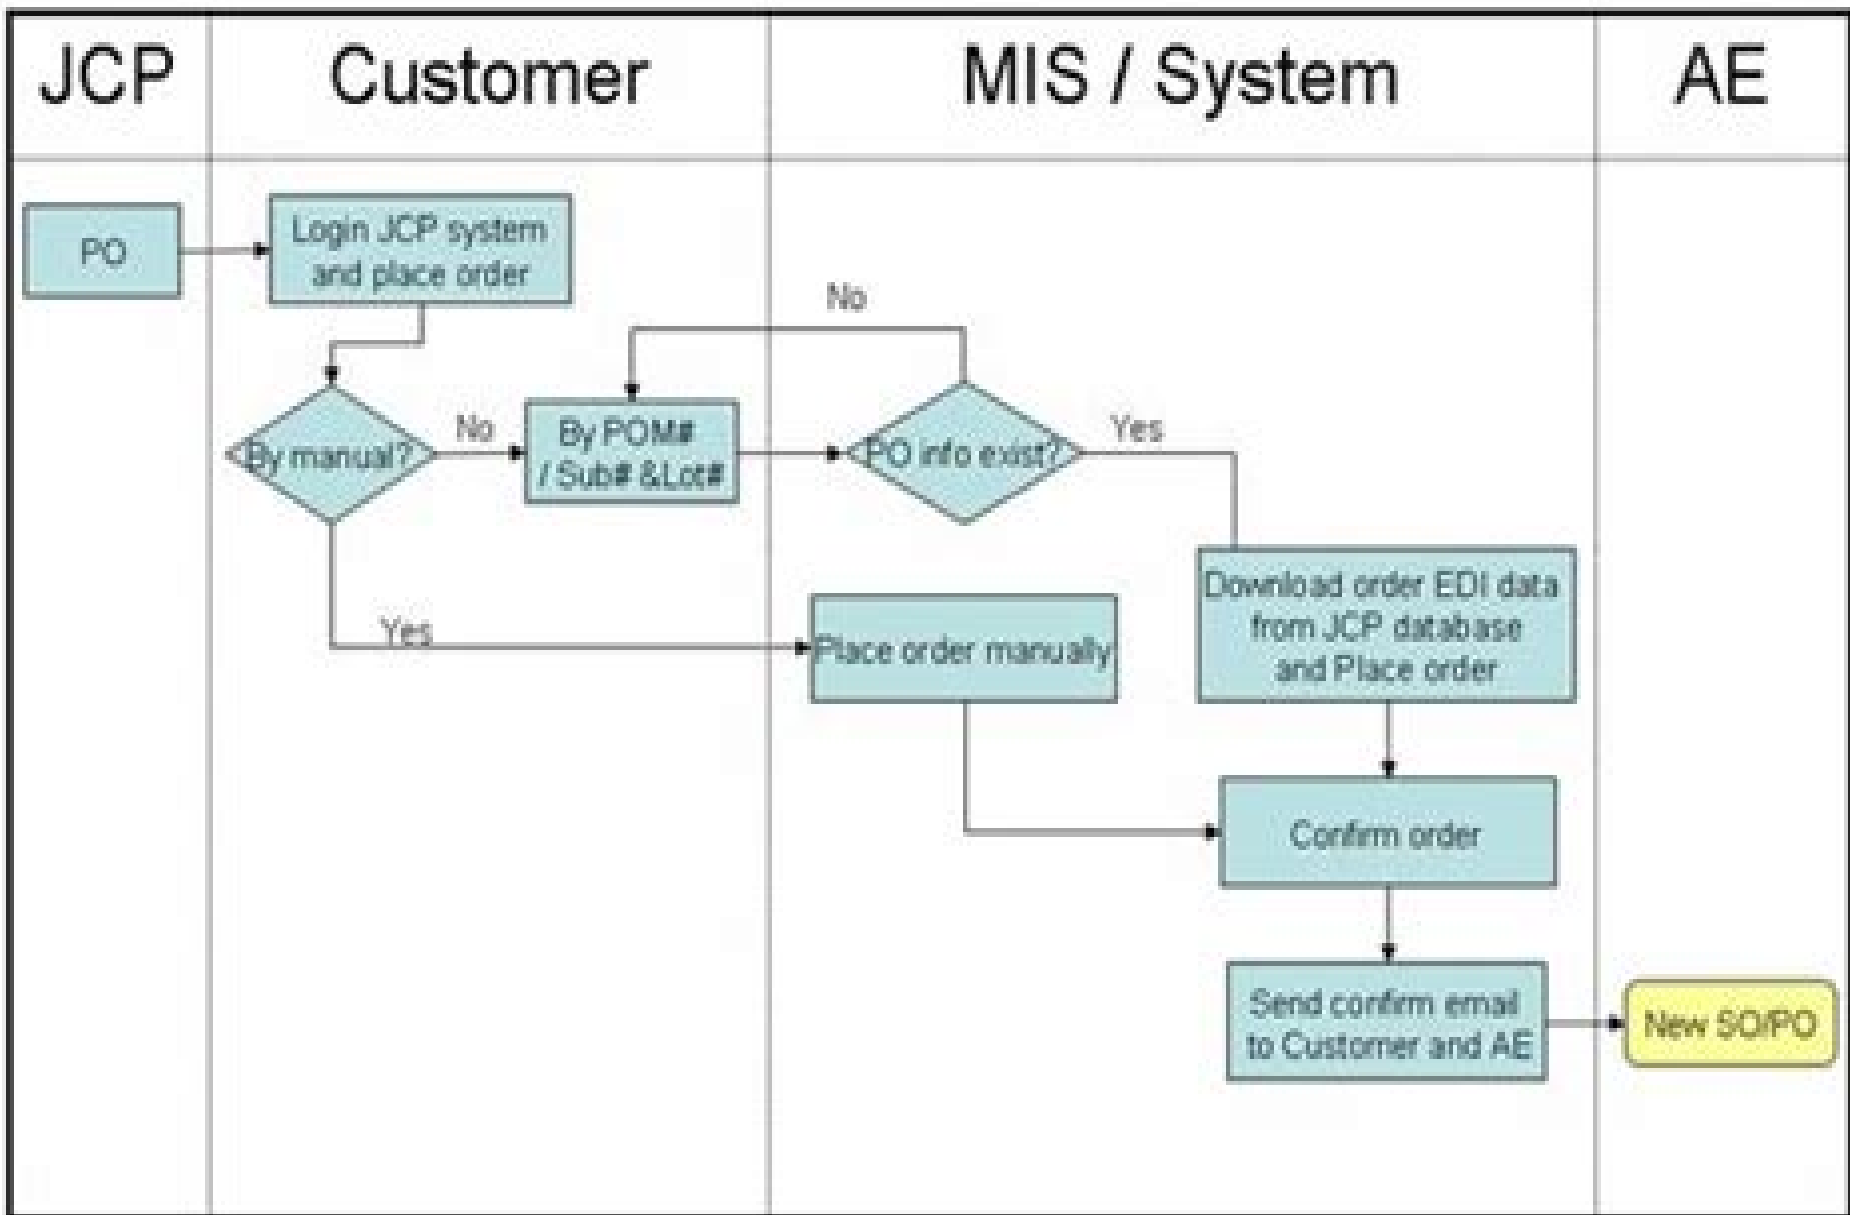 JCP
Customer
MIS / System
AE
PO
Login JCP system
and place order
No
By manual?
No
By POM#
/ Sub# &Lot#
PO info exist?
Yes
Yes
Place order manually
Download order EDI data
from JCP database
and Place order
Confirm order
Send confirm email
to Customer and AE
New SO/PO